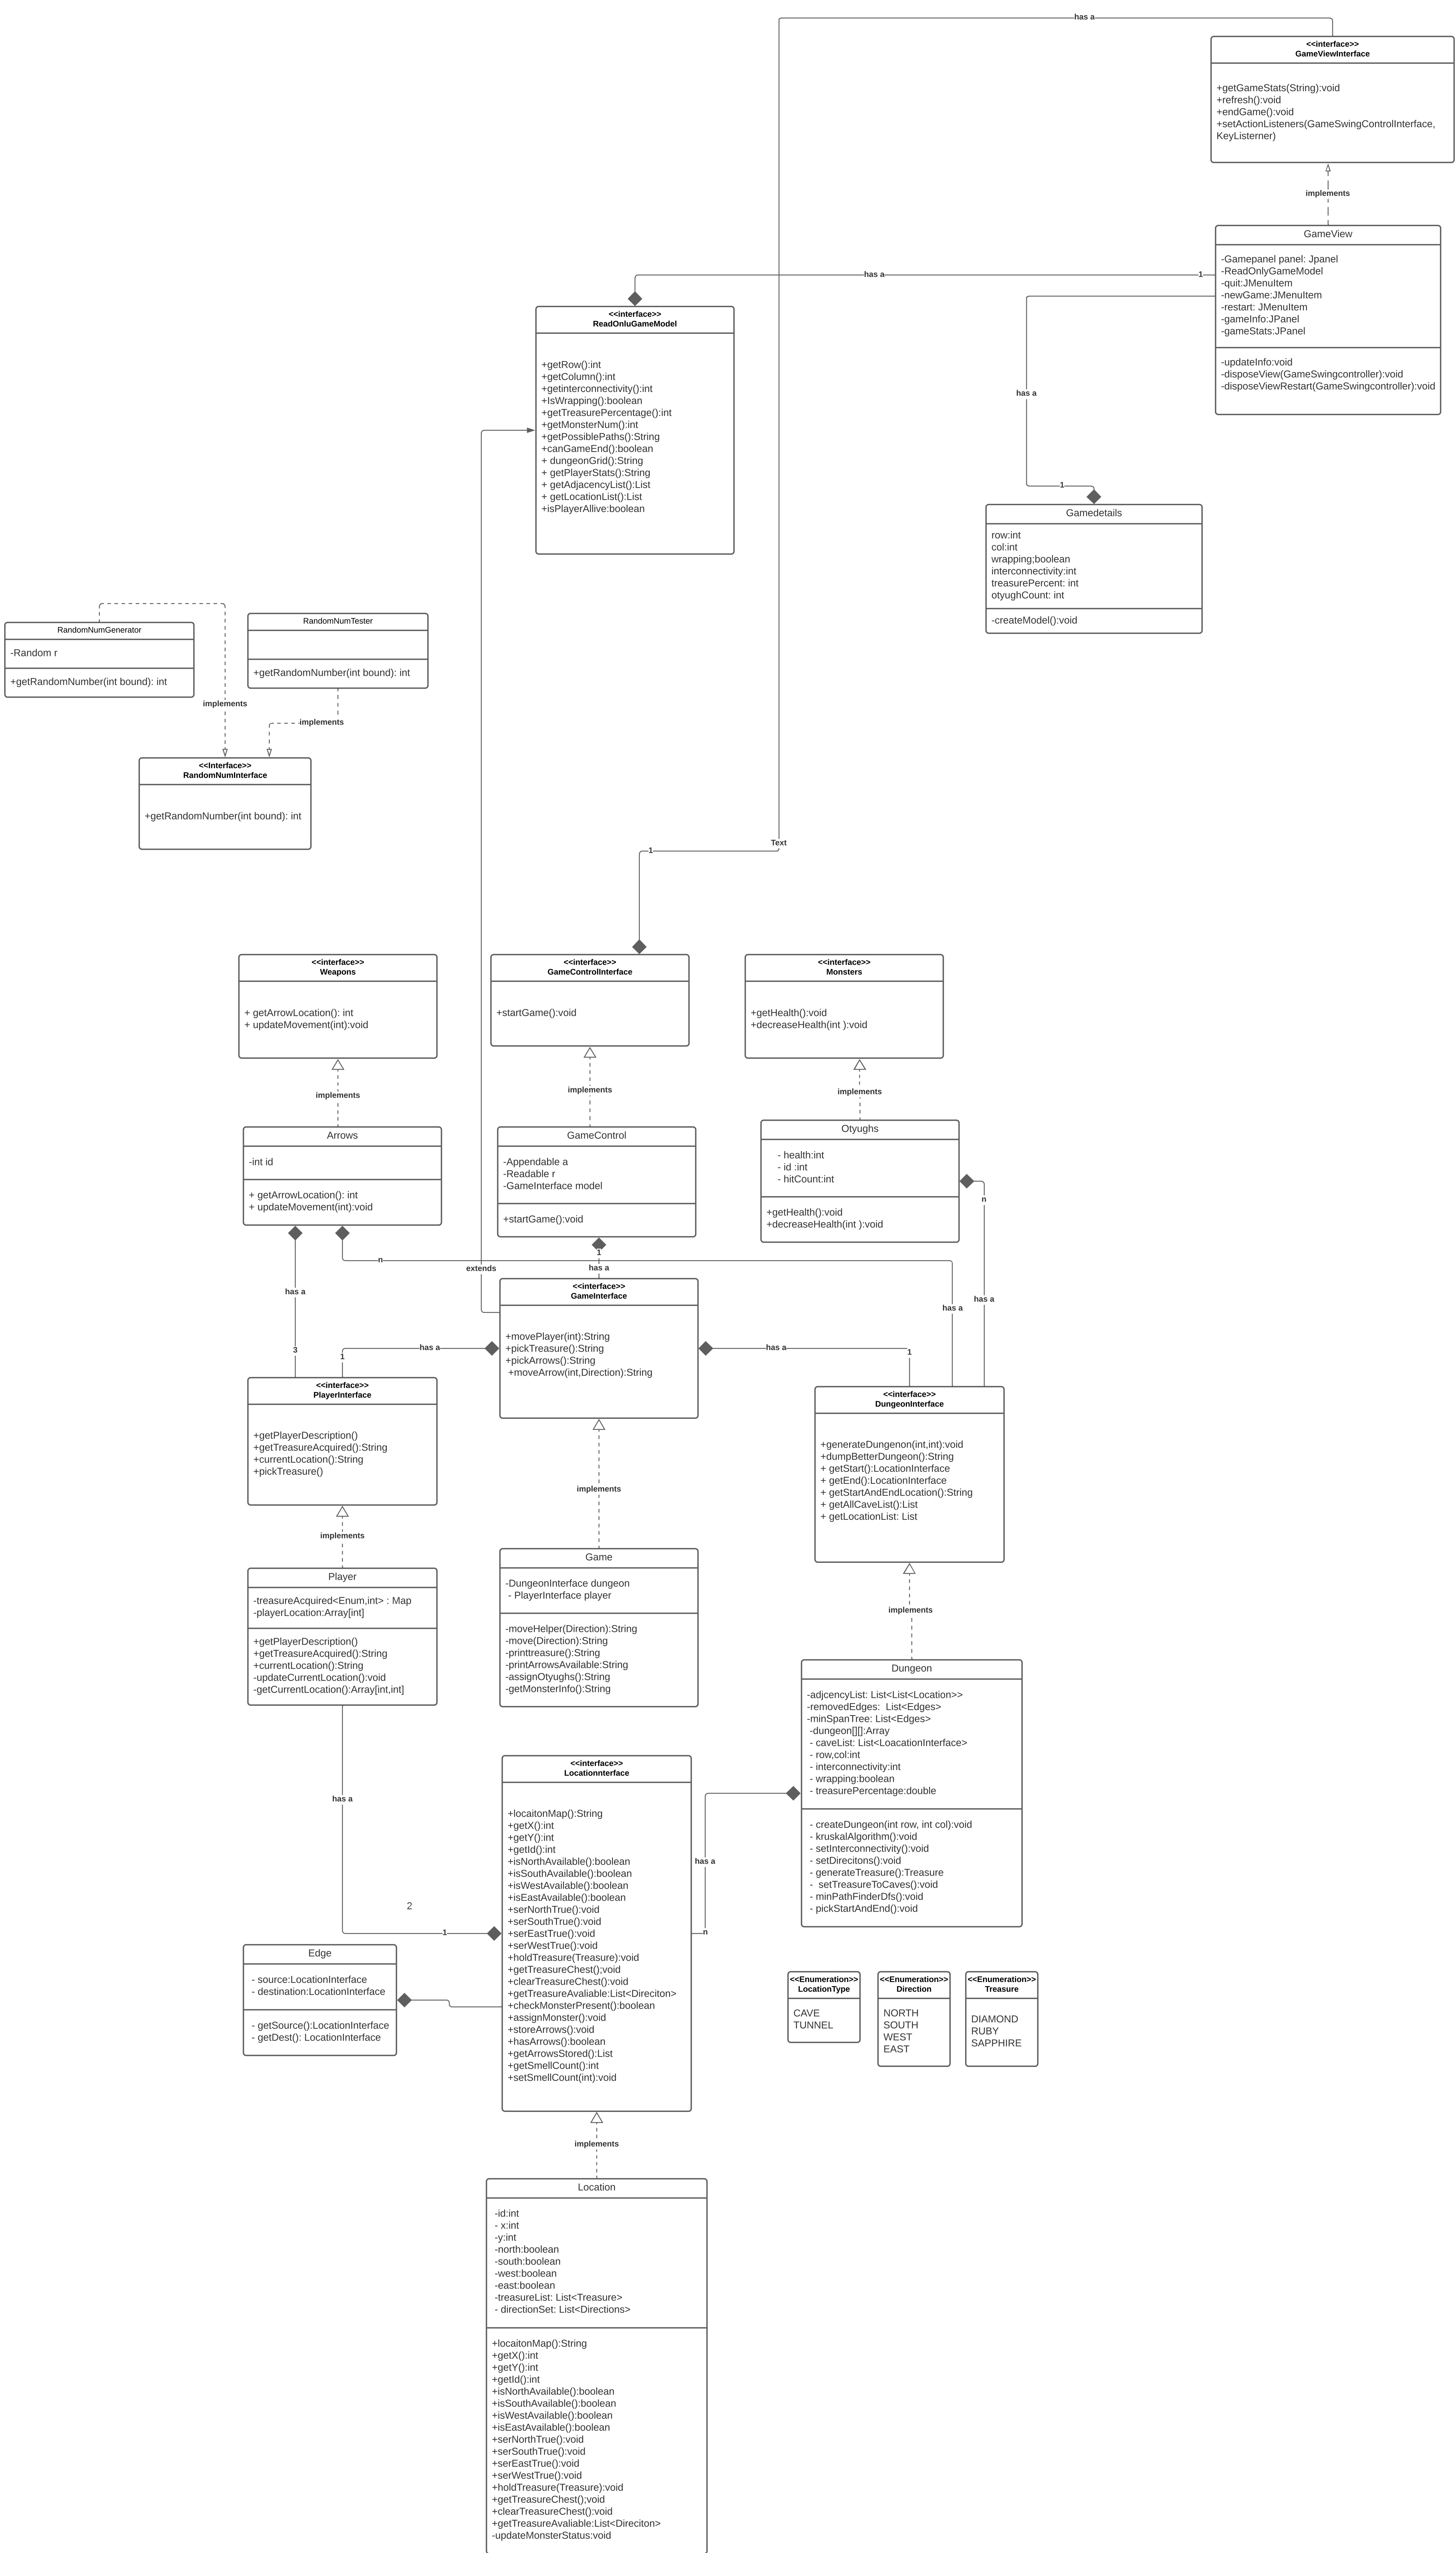 has a
<<interface>>
GameViewInterface
+getGameStats(String):void
+refresh():void
+endGame():void
+setActionListeners(GameSwingControlInterface,
KeyListerner)
implements
GameView
-Gamepanel panel: Jpanel
-ReadOnlyGameModel
-quit:JMenuItem
-newGame:JMenuItem
-restart: JMenuItem
-gameInfo:JPanel
-gameStats:JPanel
-updateInfo:void
-disposeView(GameSwingcontroller):void
-disposeViewRestart(GameSwingcontroller):void
has a
1
<<interface>>
ReadOnluGameModel
+getRow():int
+getColumn():int
+getinterconnectivity():int
+IsWrapping():boolean
+getTreasurePercentage():int
+getMonsterNum():int
+getPossiblePaths():String
+canGameEnd():boolean
+ dungeonGrid():String
+ getPlayerStats():String
+ getAdjacencyList():List
+ getLocationList():List
+isPlayerAllive:boolean
has a
1
Gamedetails
row:int
col:int
wrapping;boolean
interconnectivity:int
treasurePercent: int
otyughCount: int
-createModel():void
RandomNumGenerator
-Random r
+getRandomNumber(int bound): int
RandomNumTester
+getRandomNumber(int bound): int
implements
implements
<<Interface>>
RandomNumInterface
+getRandomNumber(int bound): int
Text
1
<<interface>>
Weapons
+ getArrowLocation(): int
+ updateMovement(int):void
<<interface>>
GameControlInterface
+startGame():void
<<interface>>
Monsters
+getHealth():void
+decreaseHealth(int ):void
implements
implements
implements
Arrows
-int id
+ getArrowLocation(): int
+ updateMovement(int):void
GameControl
-Appendable a
-Readable r
-GameInterface model
+startGame():void
Otyughs
- health:int
- id :int
- hitCount:int
+getHealth():void
+decreaseHealth(int ):void
n
1
n
extends
has a
has a
has a
has a
3
<<interface>>
GameInterface
+movePlayer(int):String
+pickTreasure():String
+pickArrows():String
+moveArrow(int,Direction):String
has a
1
has a
1
<<interface>>
PlayerInterface
+getPlayerDescription()
+getTreasureAcquired():String
+currentLocation():String
+pickTreasure()
<<interface>>
DungeonInterface
+generateDungenon(int,int):void
+dumpBetterDungeon():String
+ getStart():LocationInterface
+ getEnd():LocationInterface
+ getStartAndEndLocation():String
+ getAllCaveList():List
+ getLocationList: List
implements
implements
implements
Player
-treasureAcquired<Enum,int> : Map
-playerLocation:Array[int]
+getPlayerDescription()
+getTreasureAcquired():String
+currentLocation():String
-updateCurrentLocation():void
-getCurrentLocation():Array[int,int]
Game
-DungeonInterface dungeon
- PlayerInterface player
-moveHelper(Direction):String
-move(Direction):String
-printtreasure():String
-printArrowsAvailable:String
-assignOtyughs():String
-getMonsterInfo():String
Dungeon
-adjcencyList: List<List<Location>>
-removedEdges:  List<Edges>
-minSpanTree: List<Edges>
-dungeon[][]:Array
- caveList: List<LoacationInterface>
- row,col:int
- interconnectivity:int
- wrapping:boolean
- treasurePercentage:double
- createDungeon(int row, int col):void
- kruskalAlgorithm():void
- setInterconnectivity():void
- setDirecitons():void
- generateTreasure():Treasure
-  setTreasureToCaves():void
- minPathFinderDfs():void
- pickStartAndEnd():void
has a
2
1
has a
n
<<interface>>
Locationnterface
+locaitonMap():String
+getX():int
+getY():int
+getId():int
+isNorthAvailable():boolean
+isSouthAvailable():boolean
+isWestAvailable():boolean
+isEastAvailable():boolean
+serNorthTrue():void
+serSouthTrue():void
+serEastTrue():void
+serWestTrue():void
+holdTreasure(Treasure):void
+getTreasureChest();void
+clearTreasureChest():void
+getTreasureAvaliable:List<Direciton>
+checkMonsterPresent():boolean
+assignMonster():void
+storeArrows():void
+hasArrows():boolean
+getArrowsStored():List
+getSmellCount():int
+setSmellCount(int):void
Edge
- source:LocationInterface
- destination:LocationInterface
- getSource():LocationInterface
- getDest(): LocationInterface
<<Enumeration>>
LocationType
CAVE
TUNNEL
<<Enumeration>>
Direction
NORTH
SOUTH
WEST
EAST
<<Enumeration>>
Treasure
DIAMOND
RUBY
SAPPHIRE
implements
Location
-id:int
- x:int
-y:int
-north:boolean
-south:boolean
-west:boolean
-east:boolean
-treasureList: List<Treasure>
- directionSet: List<Directions>
+locaitonMap():String
+getX():int
+getY():int
+getId():int
+isNorthAvailable():boolean
+isSouthAvailable():boolean
+isWestAvailable():boolean
+isEastAvailable():boolean
+serNorthTrue():void
+serSouthTrue():void
+serEastTrue():void
+serWestTrue():void
+holdTreasure(Treasure):void
+getTreasureChest();void
+clearTreasureChest():void
+getTreasureAvaliable:List<Direciton>
-updateMonsterStatus:void